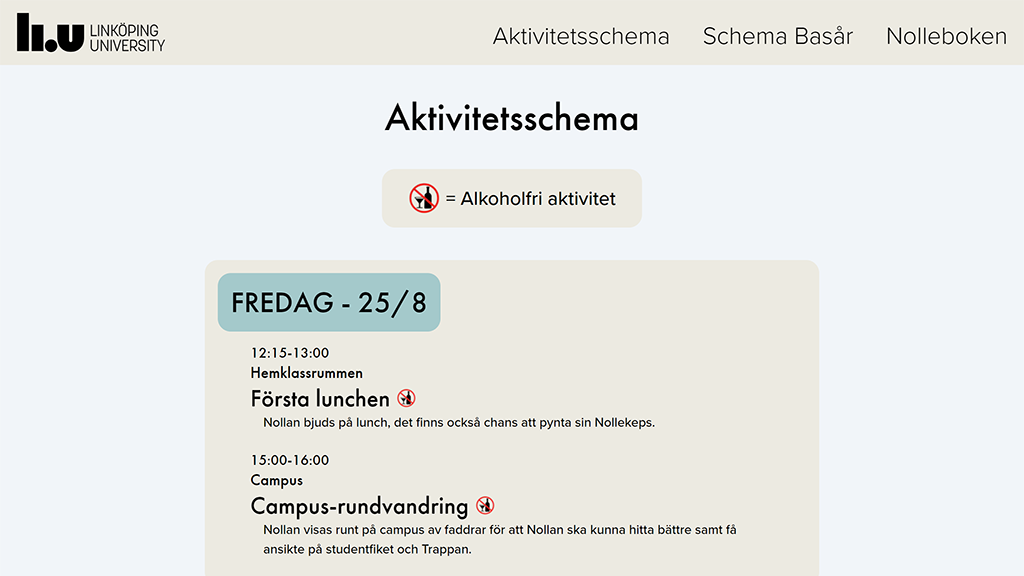 li.u LINKÖPING
UNIVERSITY
Aktivitetsschema Schema Basår Nolleboken
Aktivitetsschema
= Alkoholfri aktivitet
FREDAG - 25/8
12:15-13:00
Hemklassrummen
Första lunchen
Nollan bjuds på lunch, det finns också chans att pynta sin Nollekeps.
15:00-16:00
Campus
Campus-rundvandring
Nollan visas runt på campus av faddrar för att Nollan ska kunna hitta bättre samt få
ansikte på studentfiket och Trappan.